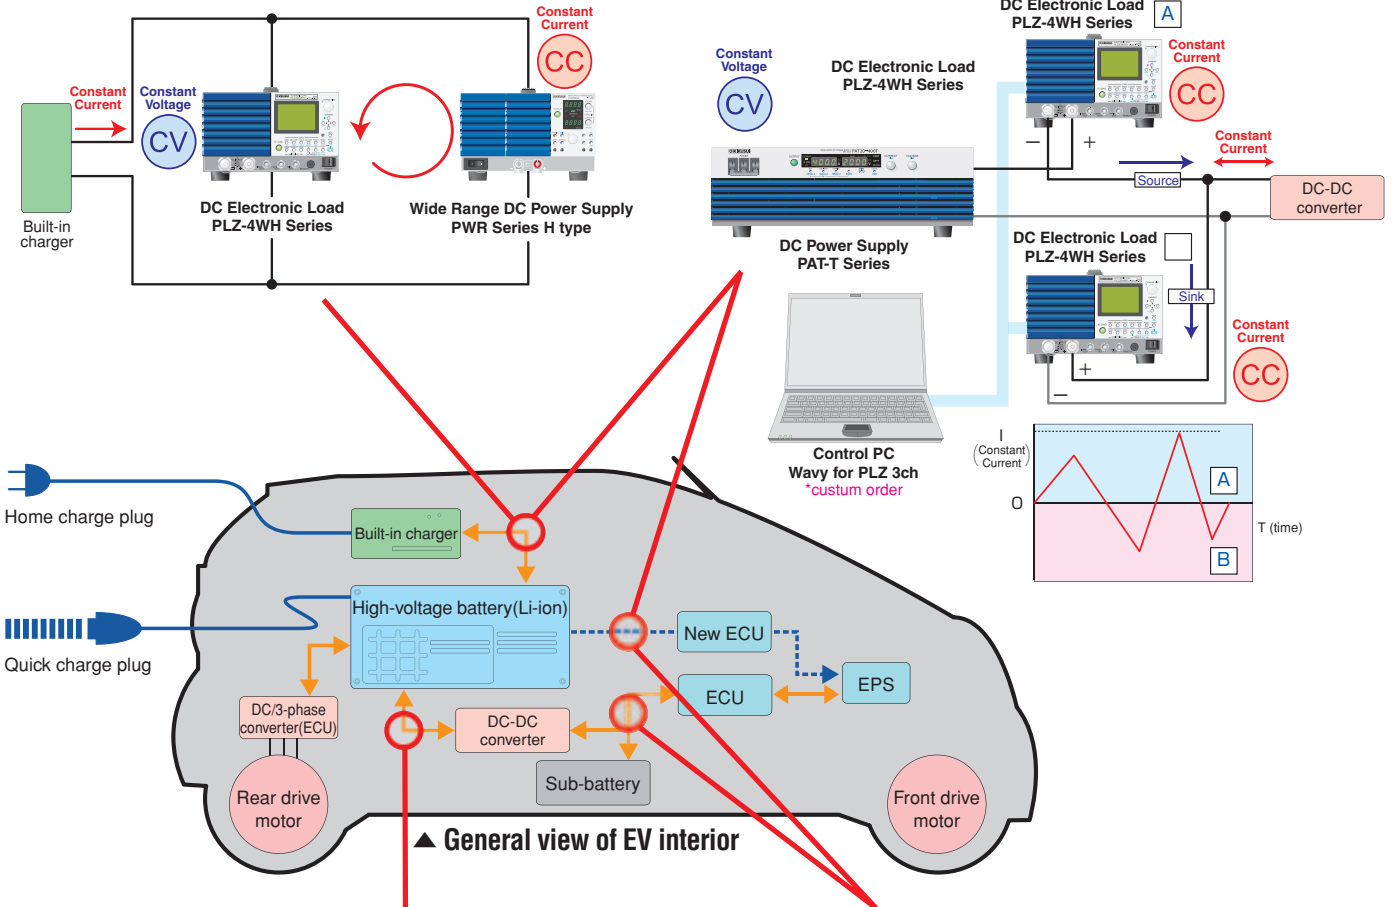 Constant
Current
CC
Constant
Current
Constant
Voltage
CV
Built-in
charger
DC Electronic Load
PLZ-4WH Series
Wide Range DC Power Supply
PWR Series H type
DC Electronic Load
PLZ-4WH Series
A
Constant
Voltage
CV
DC Electronic Load
PLZ-4WH Series
Constant
Current
CC
− +
Constant
Current
Source
DC-DC
converter
DC Power Supply
PAT-T Series
DC Electronic Load
PLZ-4WH Series
Sink
Constant
Current
CC
+
−
Control PC
Wavy for PLZ 3ch
*custum order
I
(Constant
Current)
O
A
B
T (time)
Home charge plug
Quick charge plug
Built-in charger
High-voltage battery(Li-ion)
New ECU
ECU
EPS
DC/3-phase
converter(ECU)
DC-DC
converter
Sub-battery
Rear drive
motor
Front drive
motor
▲ General view of EV interior